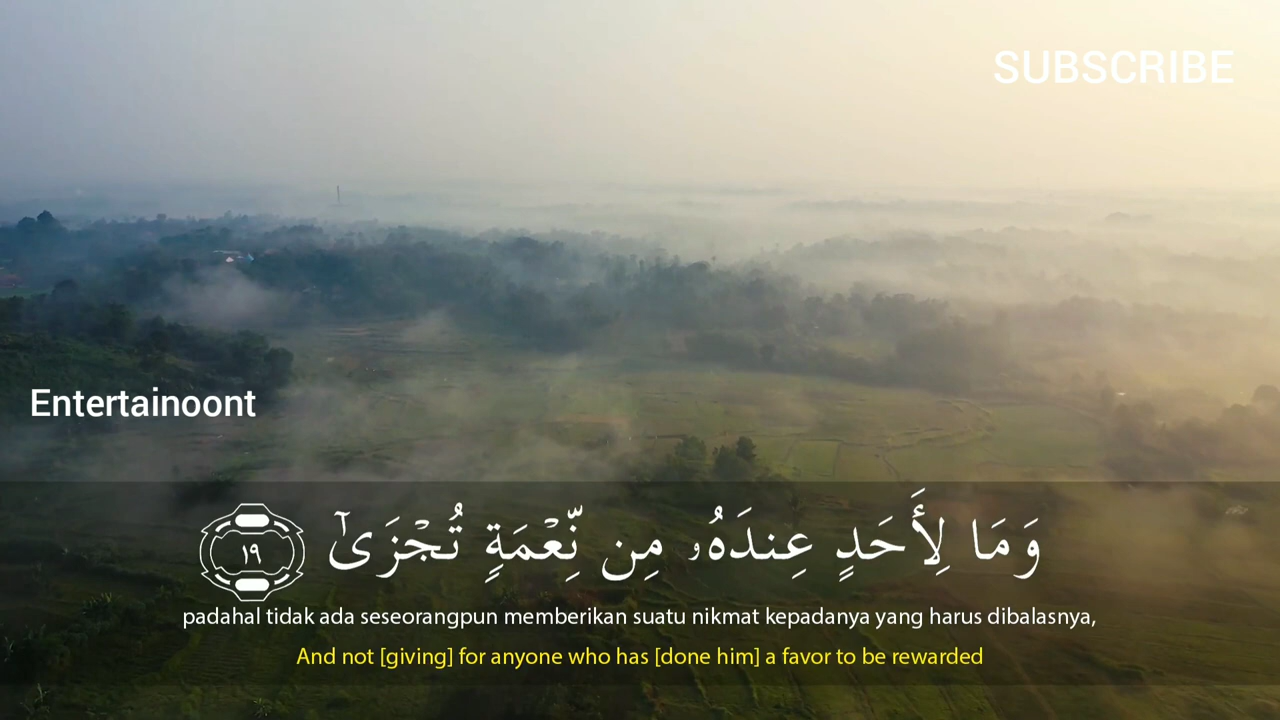 SUBSCRIBE
Entertainoont
وَمَا لِأَحَدٍ عِندَهُۥ مِن نِّعْمَةٍ تُجْزَىٰٓ ١٩
padahal tidak ada seseorangpun memberikan suatu nikmat kepadanya yang harus dibalasnya,
And not [giving] for anyone who has [done him] a favor to be rewarded